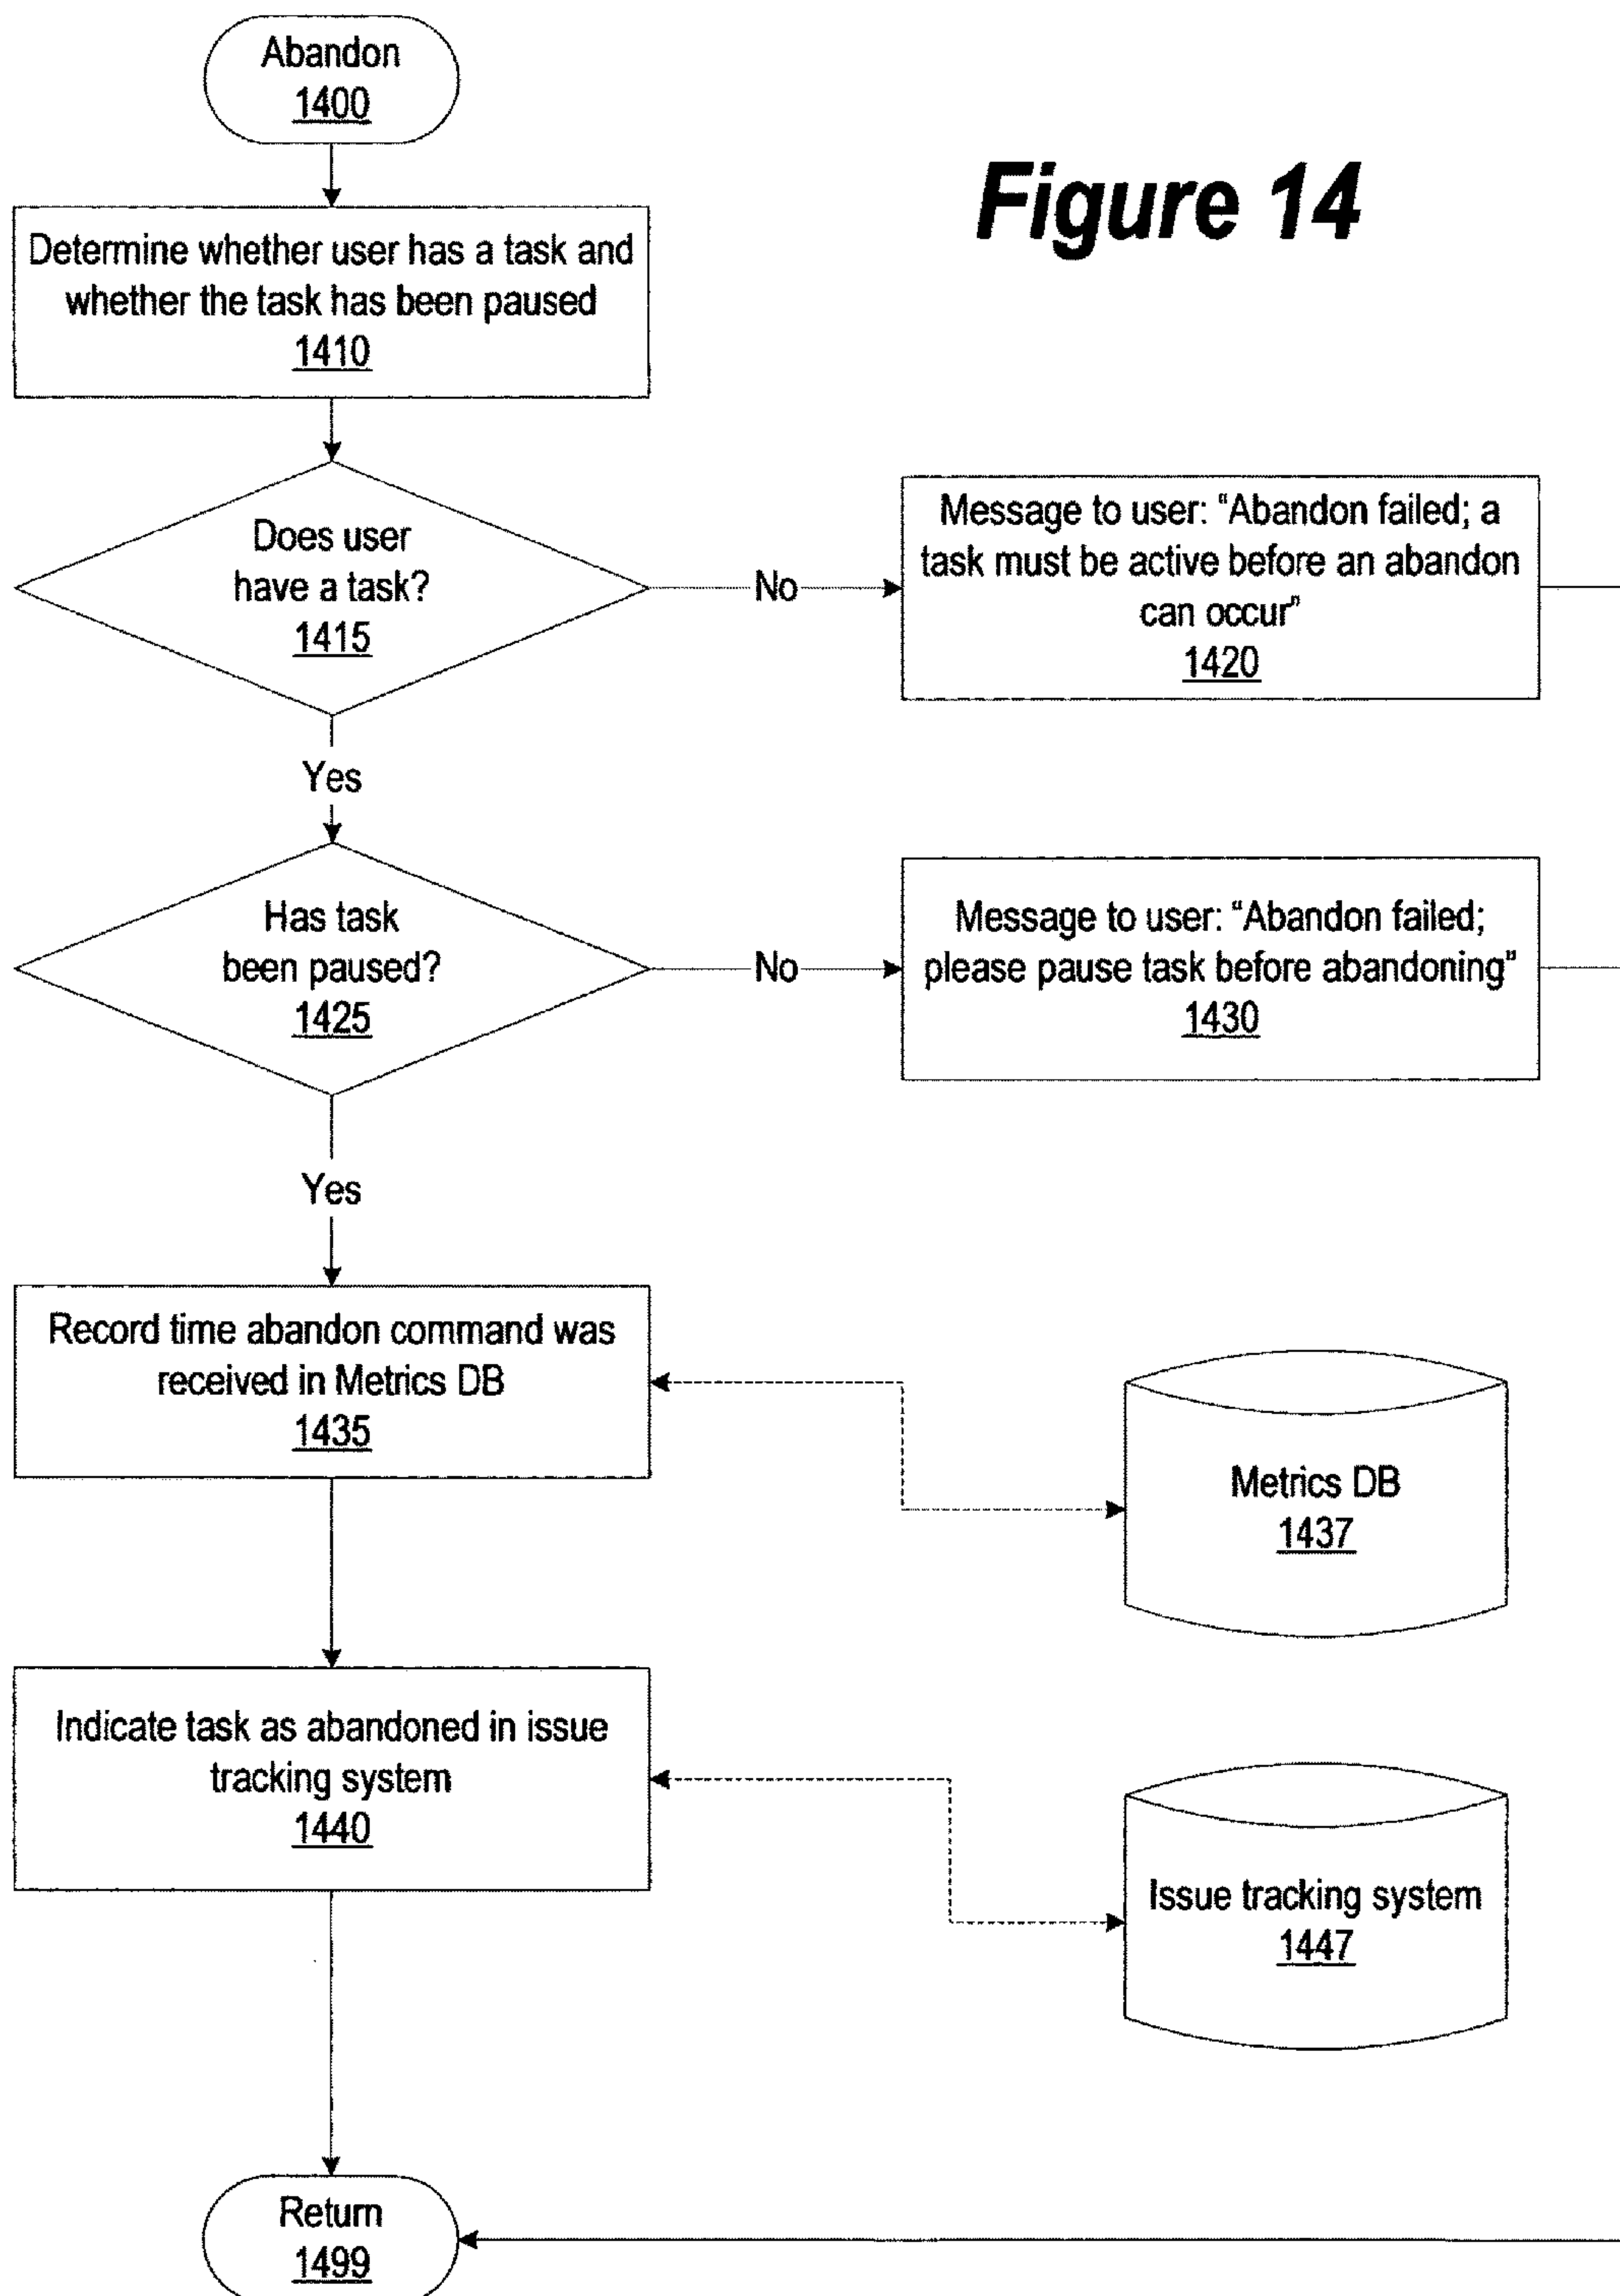 Abandon
1400
Figure 14
Determine whether user has a task and
whether the task has been paused
1410
Does user
have a task?
1415
No
Message to user: “Abandon failed; a
task must be active before an abandon
can occur”
1420
Yes
Has task
been paused?
1425
No
Message to user: “Abandon failed;
please pause task before abandoning”
1430
Yes
Record time abandon command was
received in Metrics DB
1435
Metrics DB
1437
Indicate task as abandoned in issue
tracking system
1440
Issue tracking system
1447
Return
1499